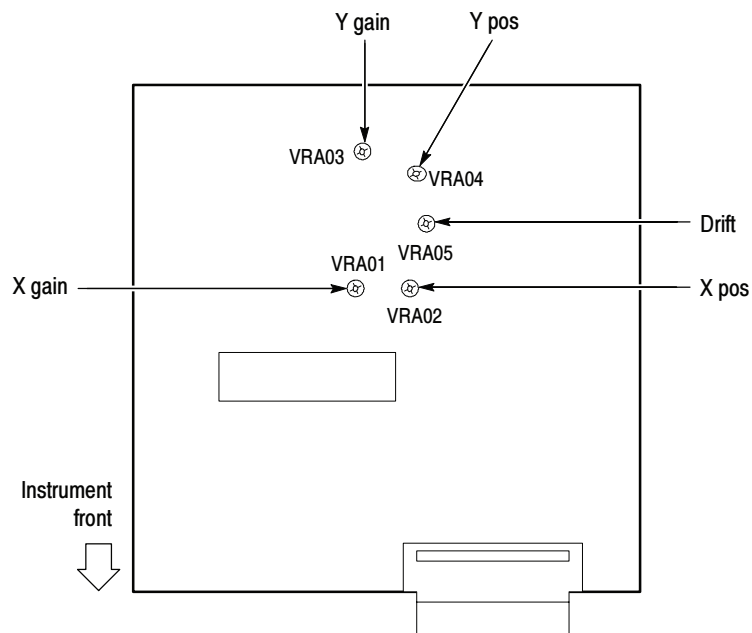 Y gain
Y pos
VRA03
VRA04
Drift
VRA05
VRA01
X gain
X pos
VRA02
Instrument
front